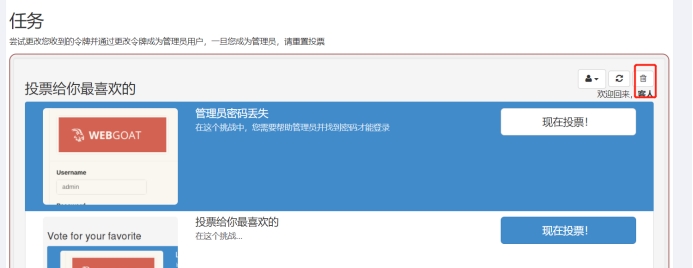 任务
尝试更改您收到的令牌并通过更改令牌成为管理员用户，一旦您成为管理员，请重置投票
投票给你最喜欢的
欢迎回来，客人
WEBGOAT
Username
admin
管理员密码丢失
在这个挑战中，您需要帮助管理员并找到密码才能登录
现在投票！
Vote for your favorite
投票给你最喜欢的
在这个挑战...
现在投票！